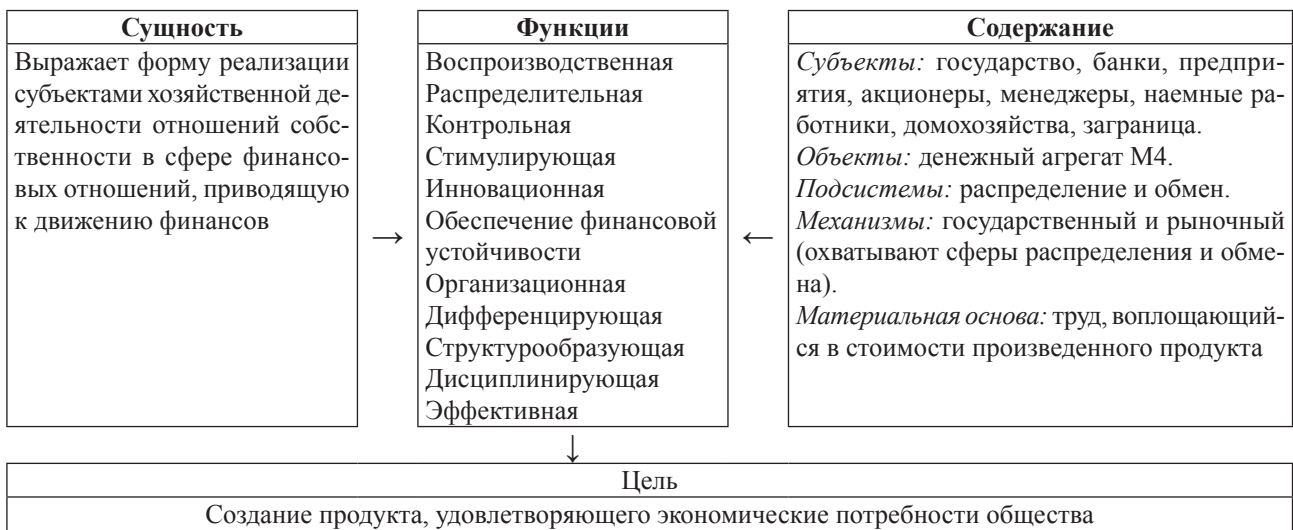 Сущность
Выражает форму реализации
субъектами хозяйственной де-
ятельности отношений собс-
твенности в сфере финансо-
вых отношений, приводящую
к движению финансов
→
Функции
Воспроизводственная
Распределительная
Контрольная
Стимулирующая
Инновационная
Обеспечение финансовой
устойчивости
Организационная
Дифференцирующая
Структурообразующая
Дисциплинирующая
Эффективная
←
Содержание
Субъекты: государство, банки, предпри-
ятия, акционеры, менеджеры, наемные ра-
ботники, домохозяйства, заграница.
Объекты: денежный агрегат М4.
Подсистемы: распределение и обмен.
Механизмы: государственный и рыночный
(охватывают сферы распределения и обме-
на).
Материальная основа: труд, воплощающий-
ся в стоимости произведенного продукта
↓
Цель
Создание продукта, удовлетворяющего экономические потребности общества